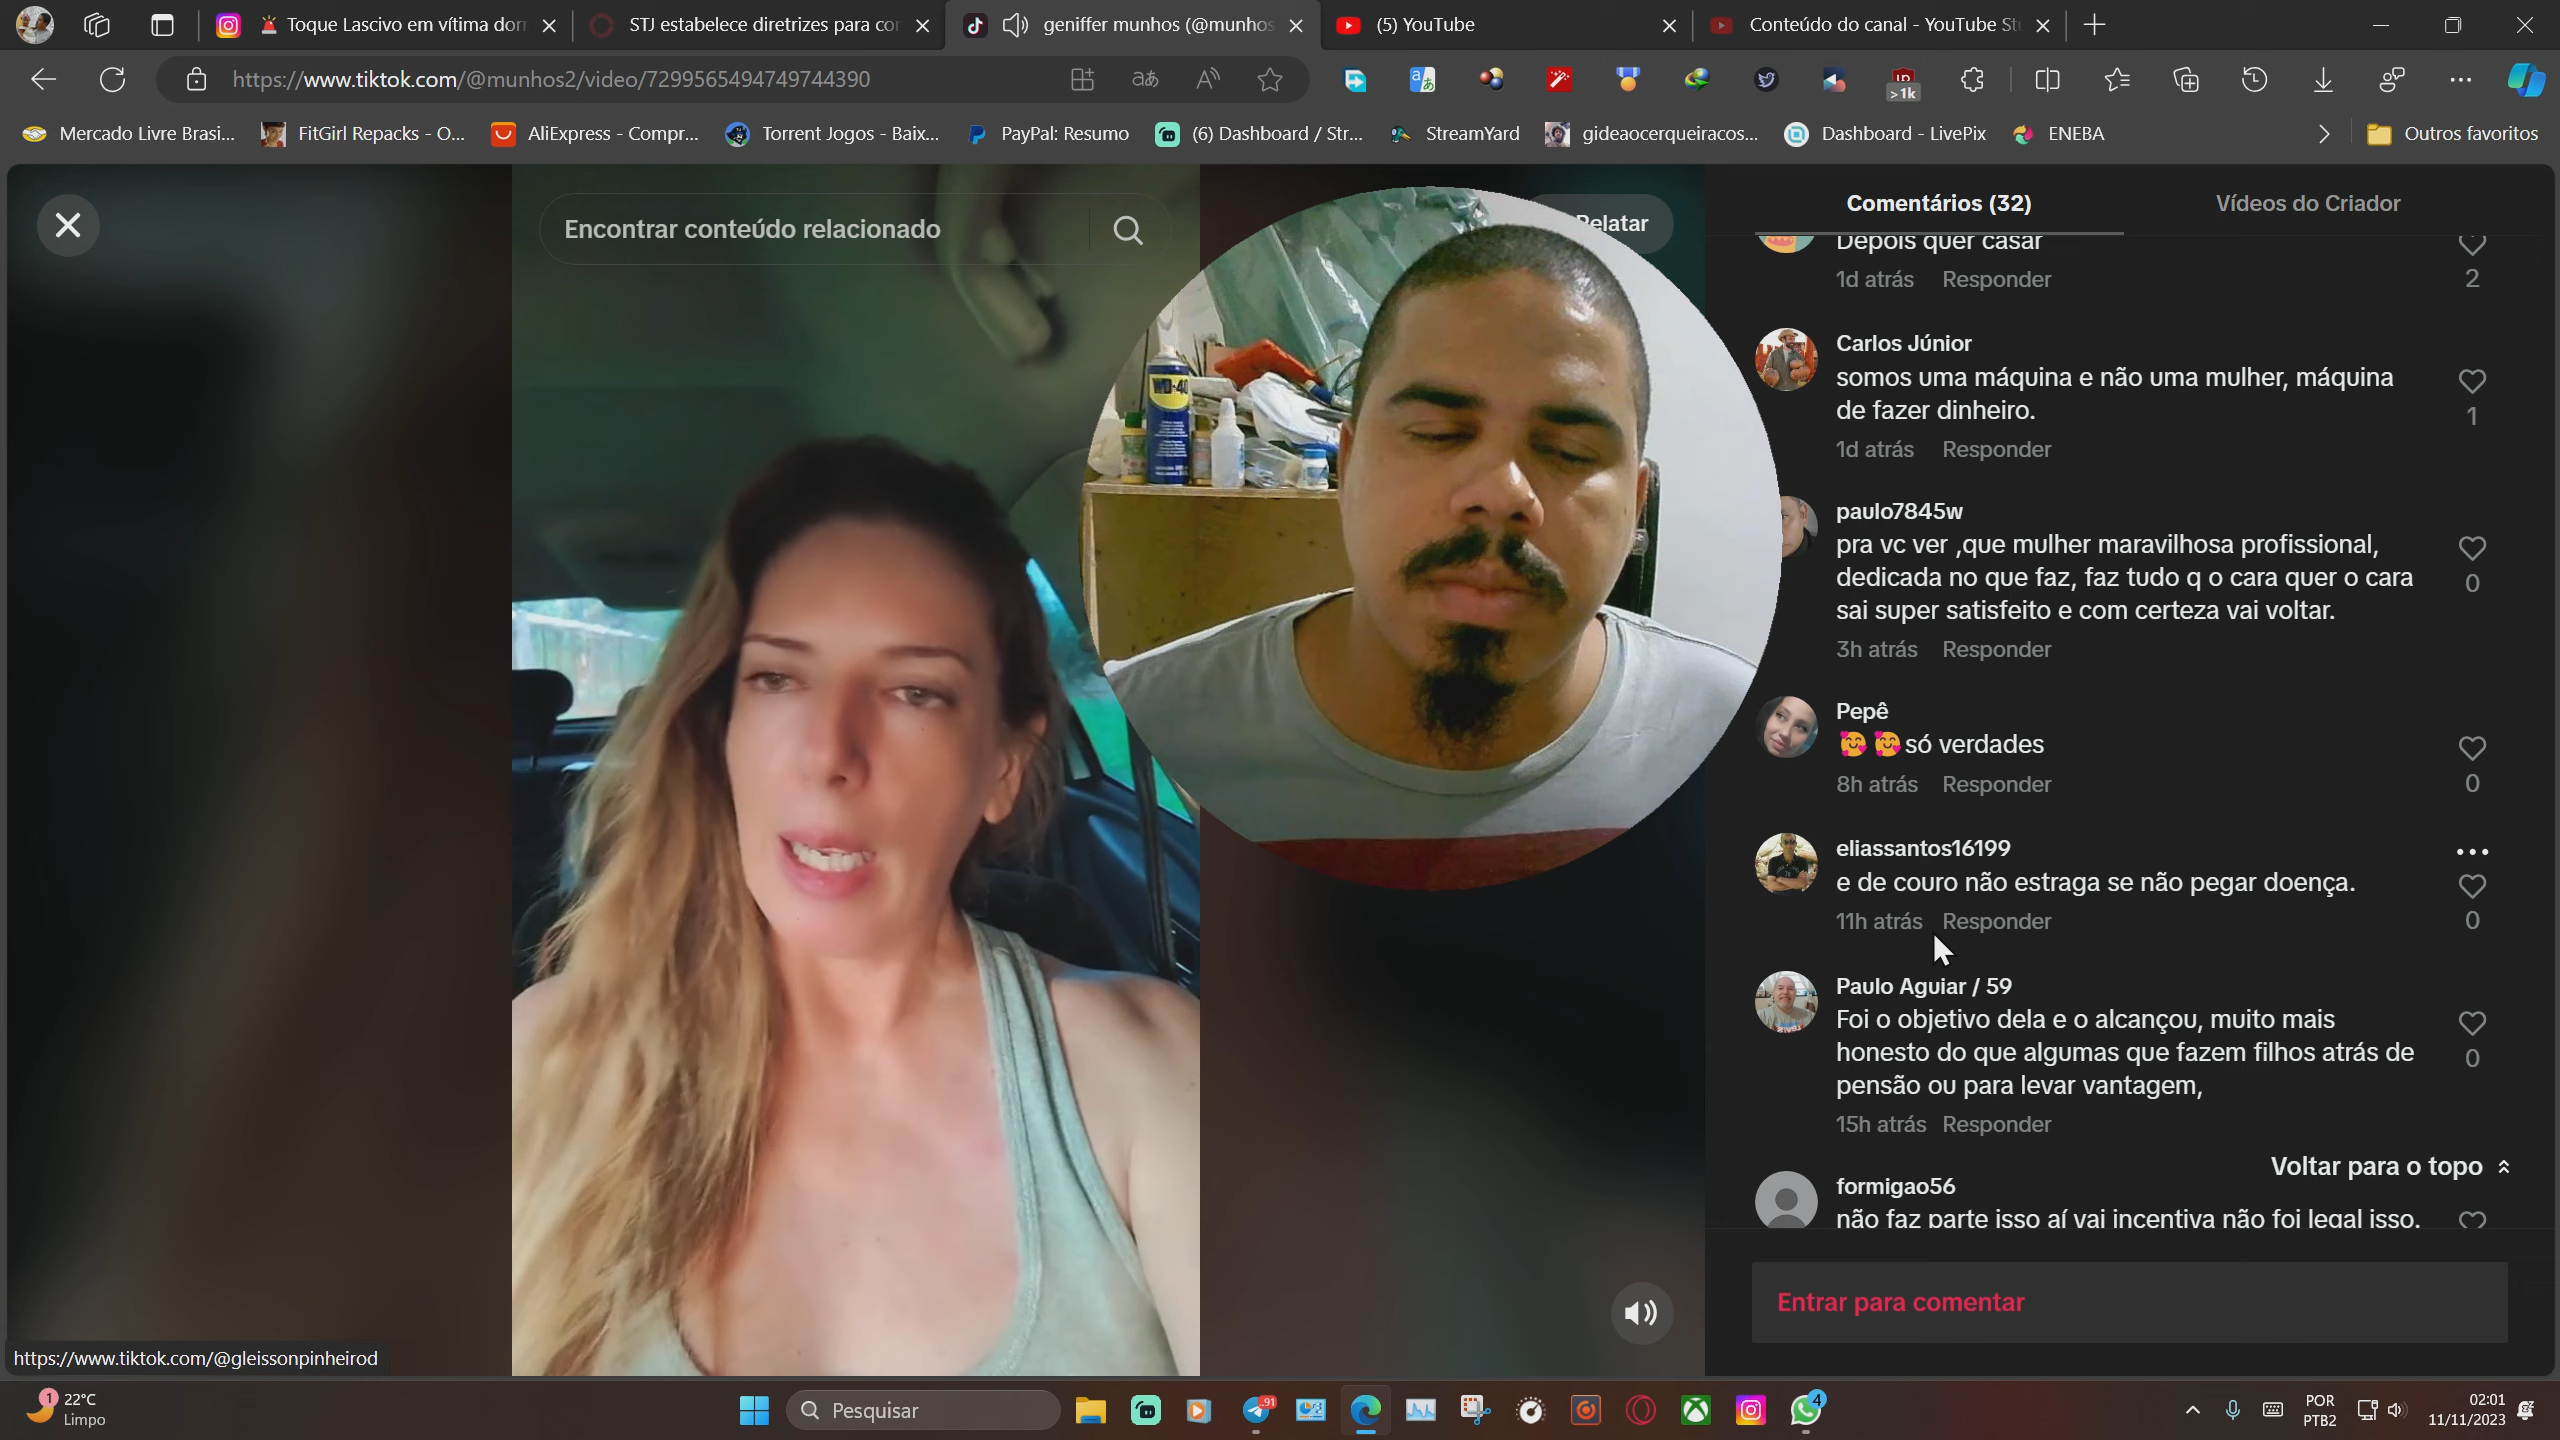 Toque Lascivo em vítima dorm
STJ estabelece diretrizes para cor
geniffer munhos (@munhos
(5) YouTube
Conteúdo do canal - YouTube Stu
https://www.tiktok.com/@munhos2/video/7299565494749744390
>1k
Mercado Livre Brasi...
FitGirl Repacks - O...
AliExpress - Compr...
Torrent Jogos - Baix...
PayPal: Resumo
(6) Dashboard / Str...
StreamYard
gideaocerqueiracos...
Dashboard - LivePix
ENEBA
Outros favoritos
Encontrar conteúdo relacionado
Relatar
WD-40
Comentários (32)
Vídeos do Criador
Depois quer casar
1d atrás Responder
2
Carlos Júnior
somos uma máquina e não uma mulher, máquina
de fazer dinheiro.
1
1d atrás Responder
paulo7845w
pra vc ver ,que mulher maravilhosa profissional,
dedicada no que faz, faz tudo q o cara quer o cara
0
sai super satisfeito e com certeza vai voltar.
3h atrás Responder
Pepê
🥰🥰só verdades
8h atrás Responder
0
eliassantos16199
e de couro não estraga se não pegar doença.
11h atrás Responder
0
Paulo Aguiar / 59
Foi o objetivo dela e o alcançou, muito mais
honesto do que algumas que fazem filhos atrás de
0
pensão ou para levar vantagem,
15h atrás Responder
Voltar para o topo
formigao56
não faz parte isso aí vai incentiva não foi legal isso.
Entrar para comentar
https://www.tiktok.com/@gleissonpinheirod
1
22°C
Limpo
Pesquisar
91
4
POR
PTB2
02:01
11/11/2023